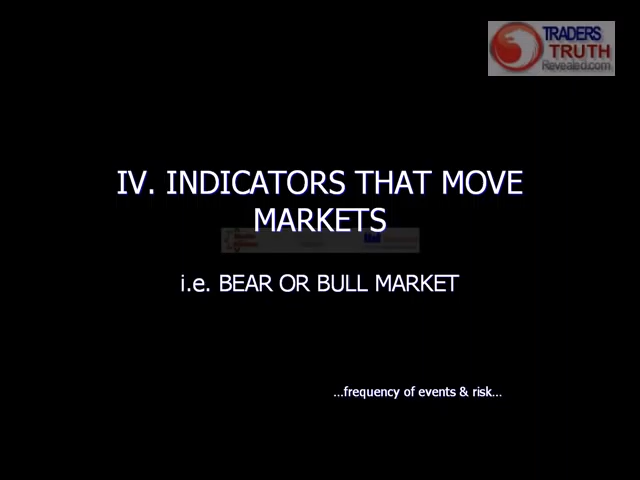 TRADERS
TRUTH
Revealed.com
IV. INDICATORS THAT MOVE
MARKETS
i.e. BEAR OR BULL MARKET
...frequency of events & risk...